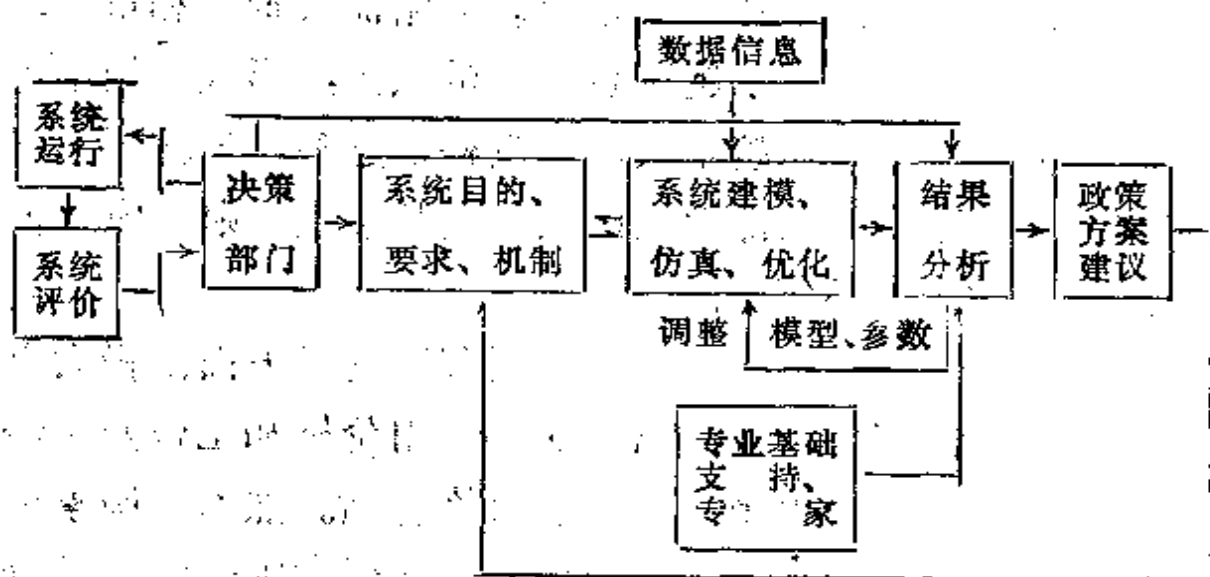 数据信息
系统
运行
系统
评价
决策
部门
系统目的、
要求、机制
系统建模、
仿真、优化
结果
分析
政策
方案
建议
调整 模型、参数
专业基础
支 持、
专 家